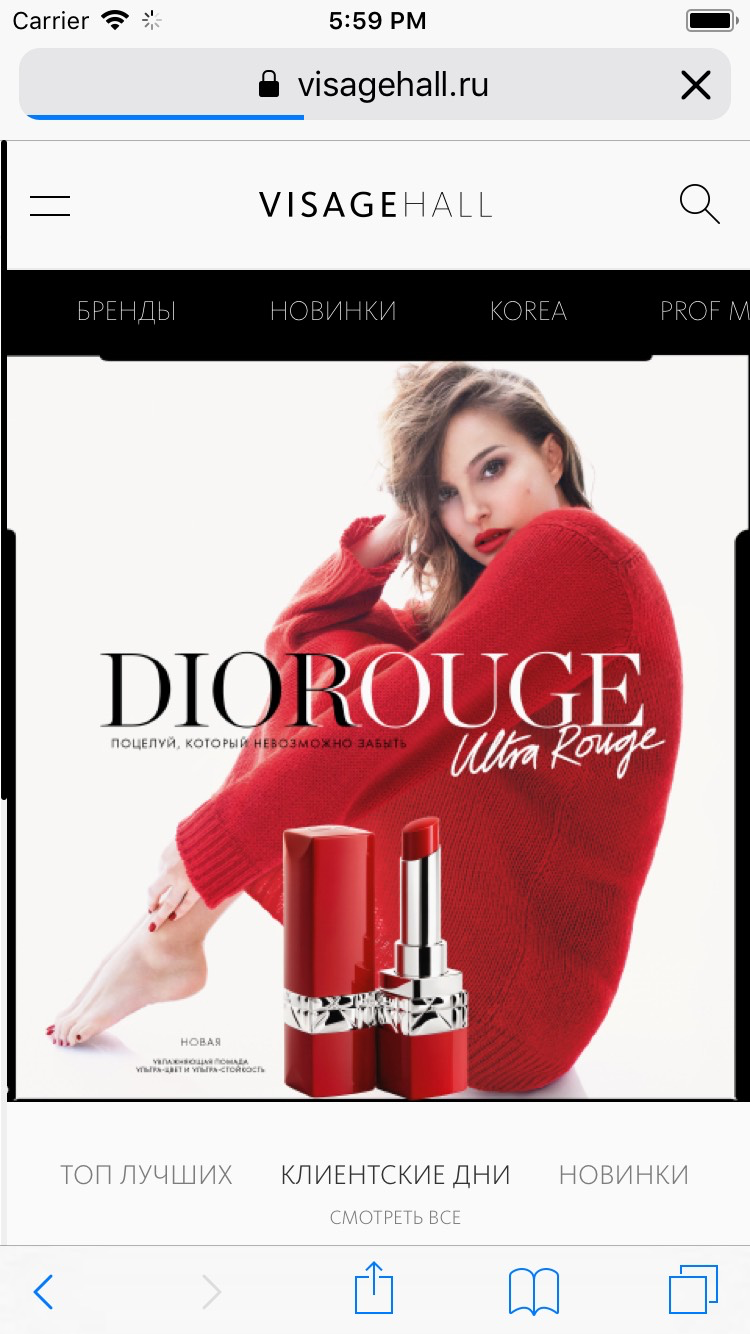 Carrier 5:59 PM
visagehall.ru
VISAGEHALL
БРЕНДЫ НОВИНКИ KOREA PROF M
DIOROUGE
ПОЦЕЛУЙ, КОТОРЫЙ НЕВОЗМОЖНО ЗАБЫТЬ
Ultra Rouge
НОВАЯ
УВЛАЖНЯЮЩАЯ ПОМАДА
УЛЬТРА-ЦВЕТ И УЛЬТРА-СТОЙКОСТЬ
ТОП ЛУЧШИХ КЛИЕНТСКИЕ ДНИ НОВИНКИ
СМОТРЕТЬ ВСЕ